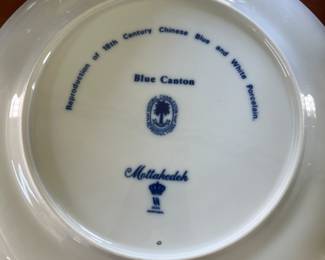 Reproduction of 18th Century Chinese Blue and White Porcelain.
Blue Canton
Mottahedeh